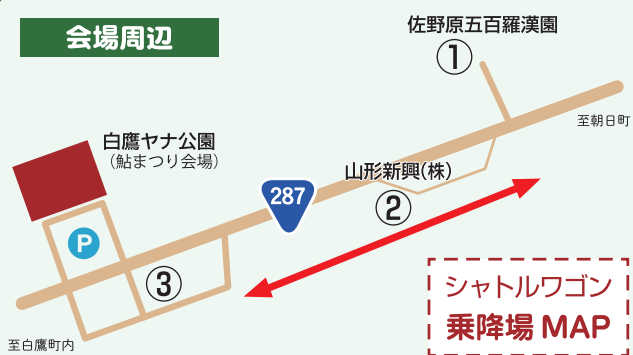 会場周辺
佐野原五百羅漢園
①
至朝日町
白鷹ヤナ公園
（鮎まつり会場）
山形新興（株）
287
②
P
③
シャトルワゴン
乗降場 MAP
至白鷹町内